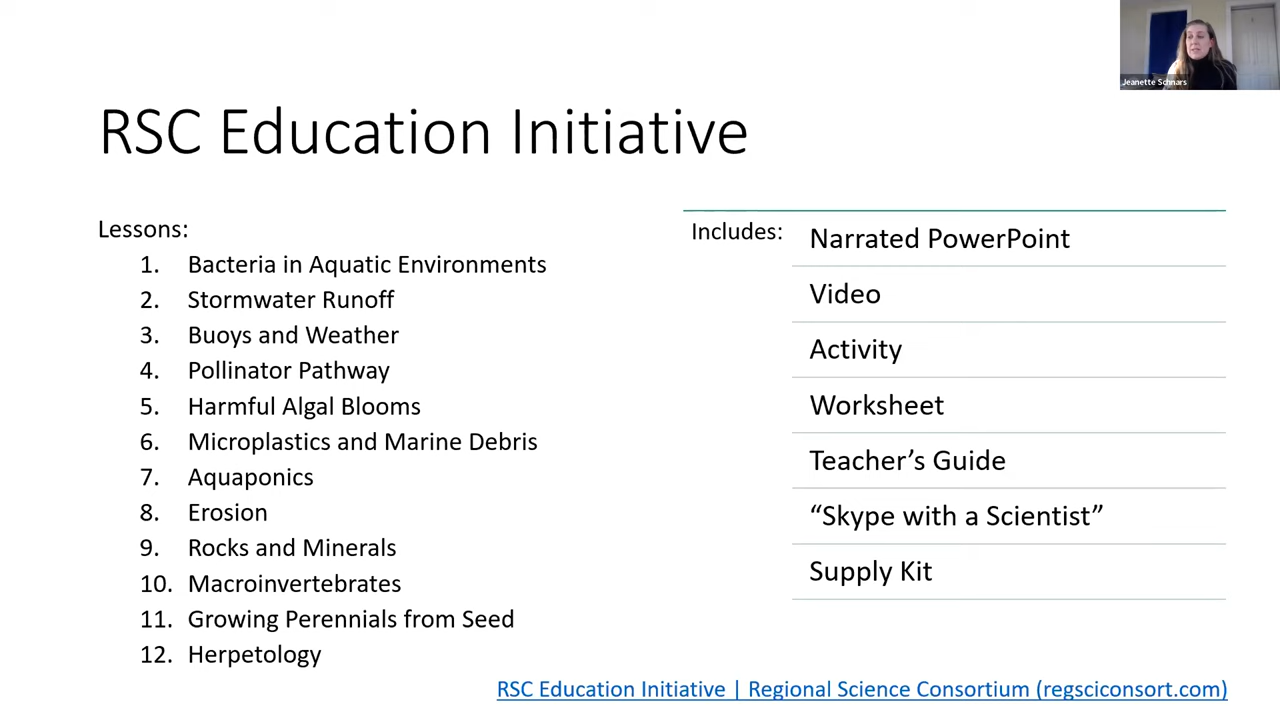 Jeanette Schnars
RSC Education Initiative
Lessons:
1. Bacteria in Aquatic Environments
2. Stormwater Runoff
3. Buoys and Weather
4. Pollinator Pathway
5. Harmful Algal Blooms
6. Microplastics and Marine Debris
7. Aquaponics
8. Erosion
9. Rocks and Minerals
10. Macroinvertebrates
11. Growing Perennials from Seed
12. Herpetology
Includes:
Narrated PowerPoint
Video
Activity
Worksheet
Teacher’s Guide
“Skype with a Scientist”
Supply Kit
RSC Education Initiative | Regional Science Consortium (regsciconsort.com)